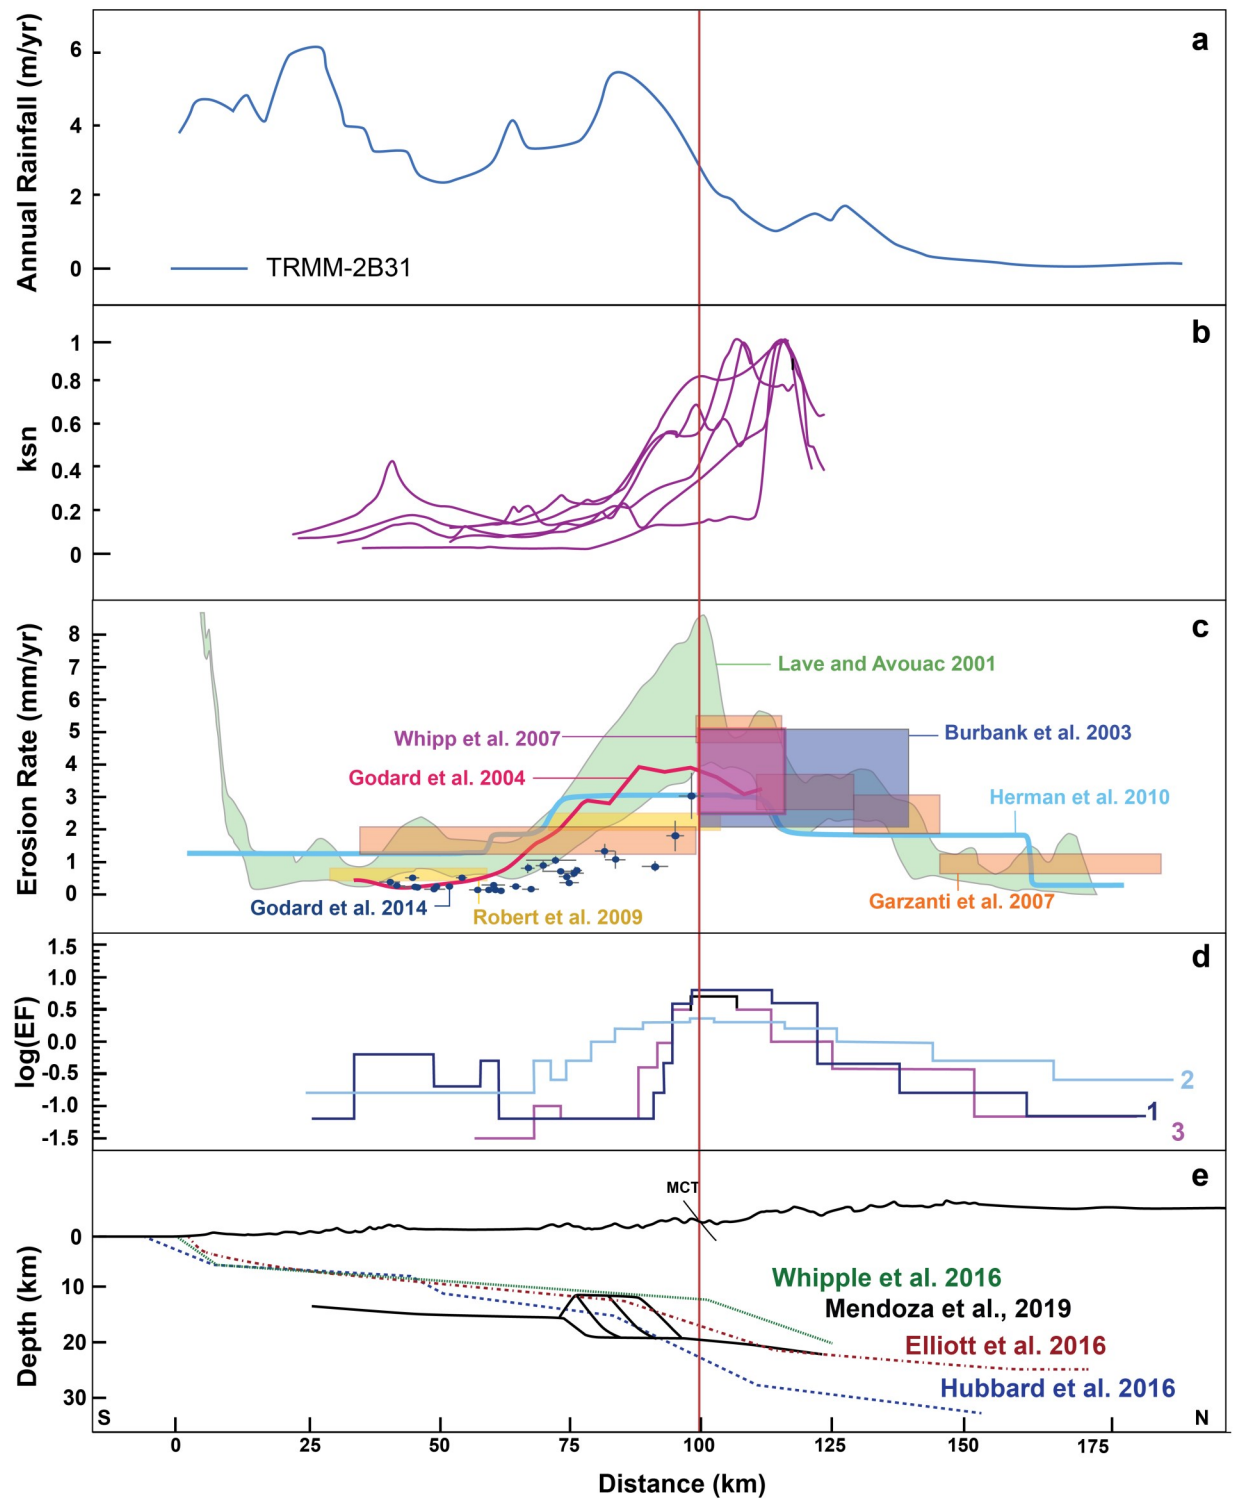 a
Annual Rainfall (m/yr)
6
4
2
0
TRMM-2B31
b
ksn
1
0.8
0.6
0.4
0.2
0
c
Erosion Rate (mm/yr)
8
7
6
5
4
3
2
1
0
Lave and Avouac 2001
Whipp et al. 2007
Burbank et al. 2003
Godard et al. 2004
Herman et al. 2010
Godard et al. 2014
Robert et al. 2009
Garzanti et al. 2007
d
log(EF)
1.5
1.0
0.5
0.0
-0.5
-1.0
-1.5
2
1
3
e
MCT
Depth (km)
0
10
20
30
Whipple et al. 2016
Mendoza et al., 2019
Elliott et al. 2016
Hubbard et al. 2016
S
N
0 25 50 75 100 125 150 175
Distance (km)